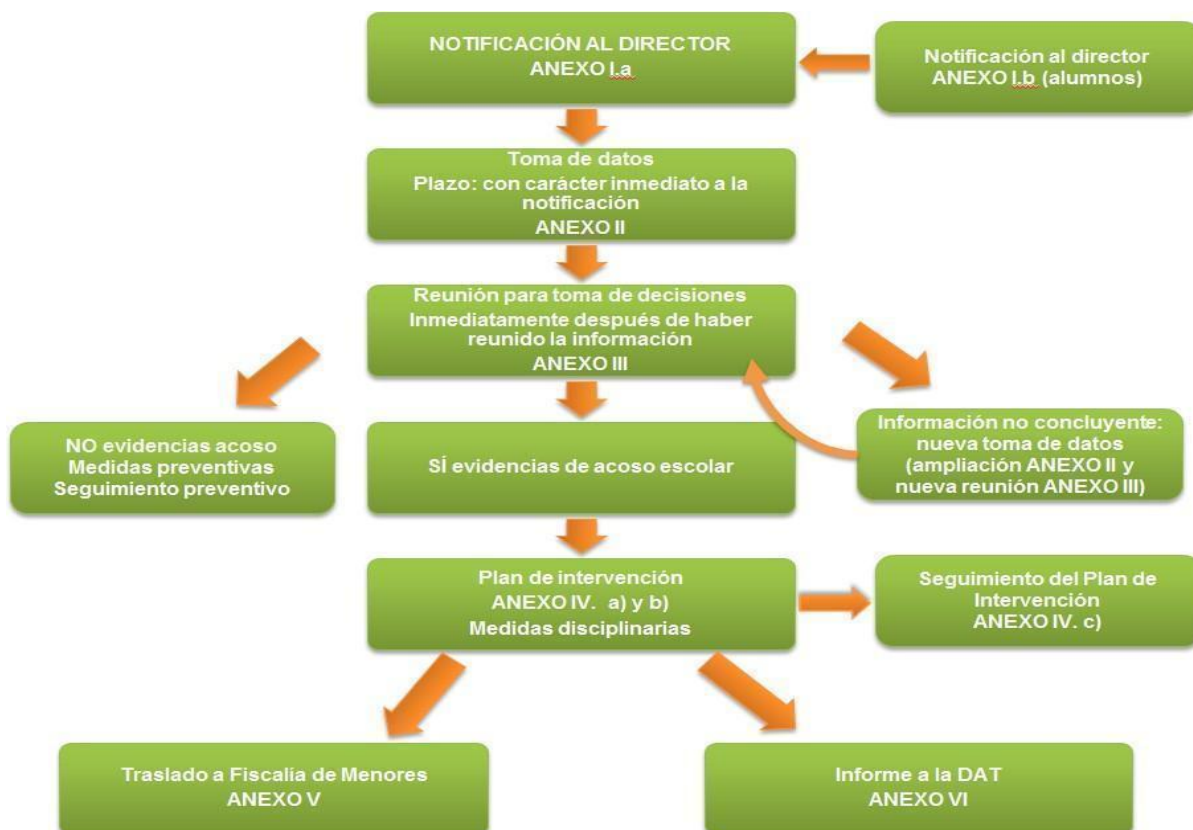 NOTIFICACIÓN AL DIRECTOR
ANEXO I.a
Notificación al director
ANEXO I.b (alumnos)
Toma de datos
Plazo: con carácter inmediato a la
notificación
ANEXO II
Reunión para toma de decisiones
Inmediatamente después de haber
reunido la información
ANEXO III
NO evidencias acoso
Medidas preventivas
Seguimiento preventivo
SÍ evidencias de acoso escolar
Información no concluyente:
nueva toma de datos
(ampliación ANEXO II y
nueva reunión ANEXO III)
Plan de intervención
ANEXO IV.  a) y b)
Medidas disciplinarias
Seguimiento del Plan de
Intervención
ANEXO IV. c)
Traslado a Fiscalía de Menores
ANEXO V
Informe a la DAT
ANEXO VI